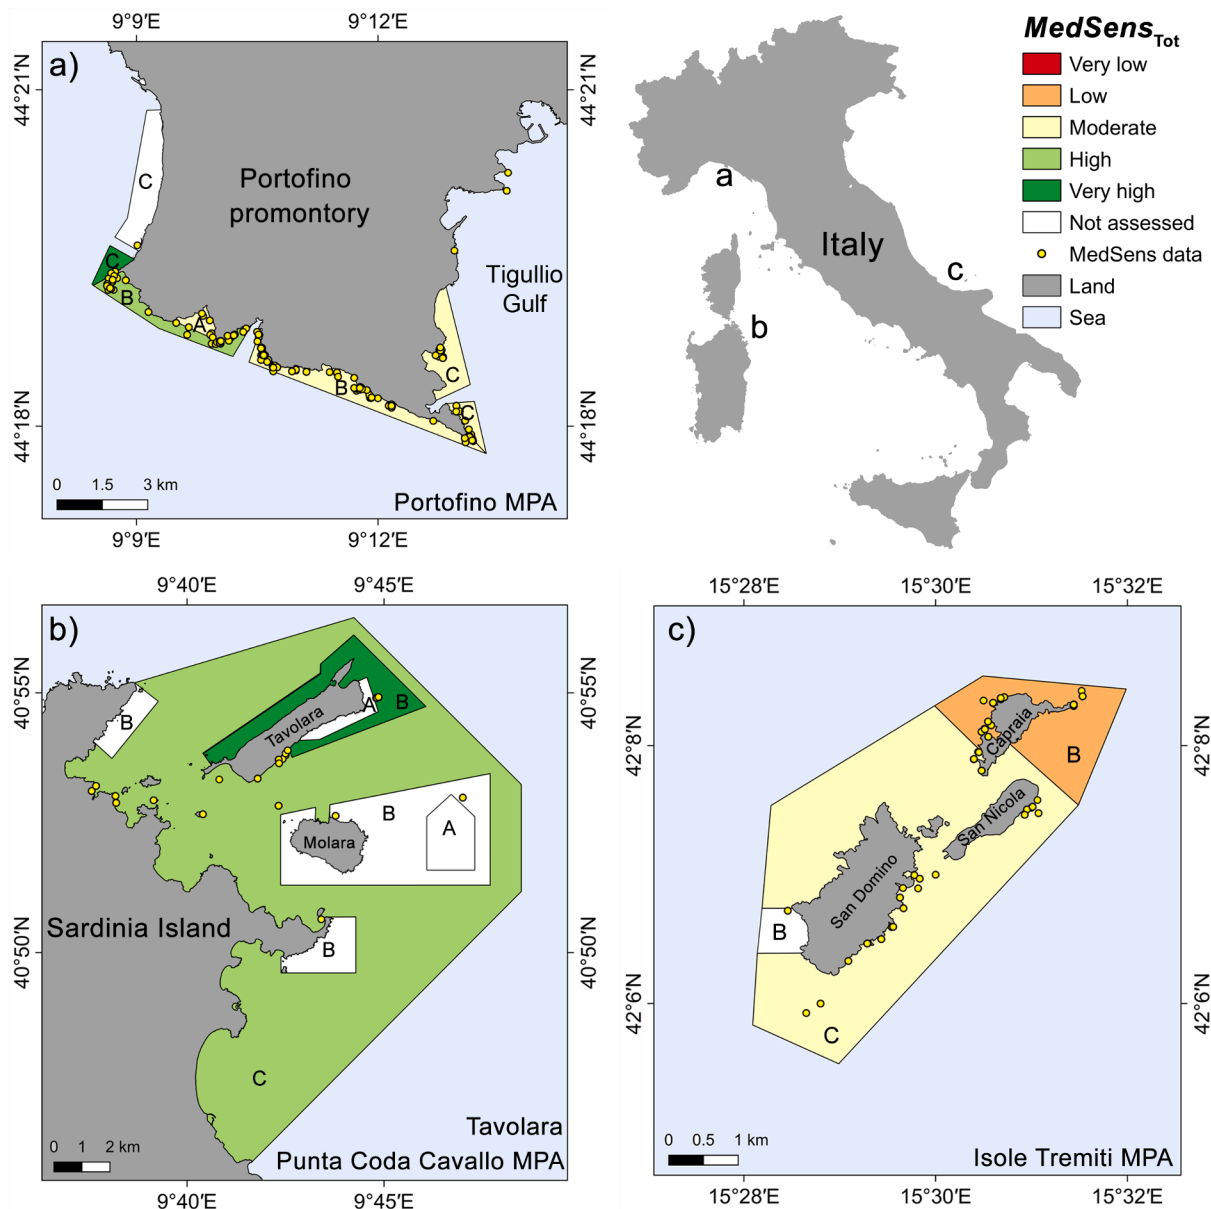 9°9′E
9°12′E
a)
44°21′N
44°21′N
C
Portofino
promontory
Tigullio
Gulf
C
B
A
B
C
C
44°18′N
44°18′N
0 1.5 3 km
Portofino MPA
9°9′E
9°12′E
a
b
c
Italy
MedSens Tot
Very low
Low
Moderate
High
Very high
Not assessed
MedSens data
Land
Sea
9°40′E
9°45′E
b)
40°55′N
40°55′N
B
Tavolara
A
B
B
A
Molara
Sardinia Island
B
40°50′N
40°50′N
C
0 1 2 km
Tavolara
Punta Coda Cavallo MPA
9°40′E
9°45′E
15°28′E
15°30′E
15°32′E
c)
42°8′N
42°8′N
Capraia
B
San Nicola
San Domino
B
42°6′N
42°6′N
C
0 0.5 1 km
Isole Tremiti MPA
15°28′E
15°30′E
15°32′E